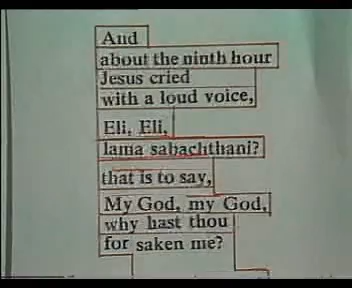 And
about the ninth hour
Jesus cried
with a loud voice,
Eli, Eli,
lama sabachthani?
that is to say,
My God, my God,
why hast thou
for saken me?